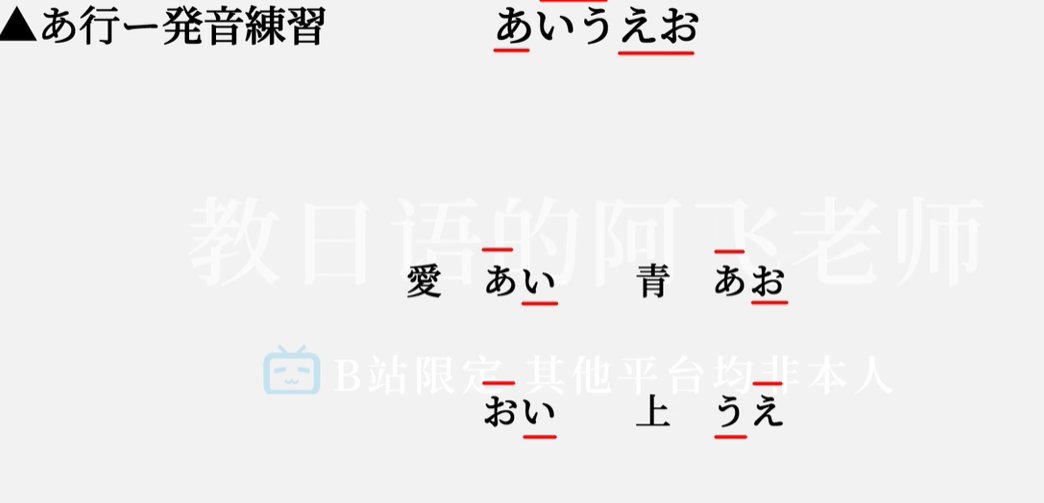 ▲あ行ー発音練習 あいうえお
教日语的阿飞老师
愛 あい 青 あお
B站限定 其他平台均非本人
おい 上 うえ